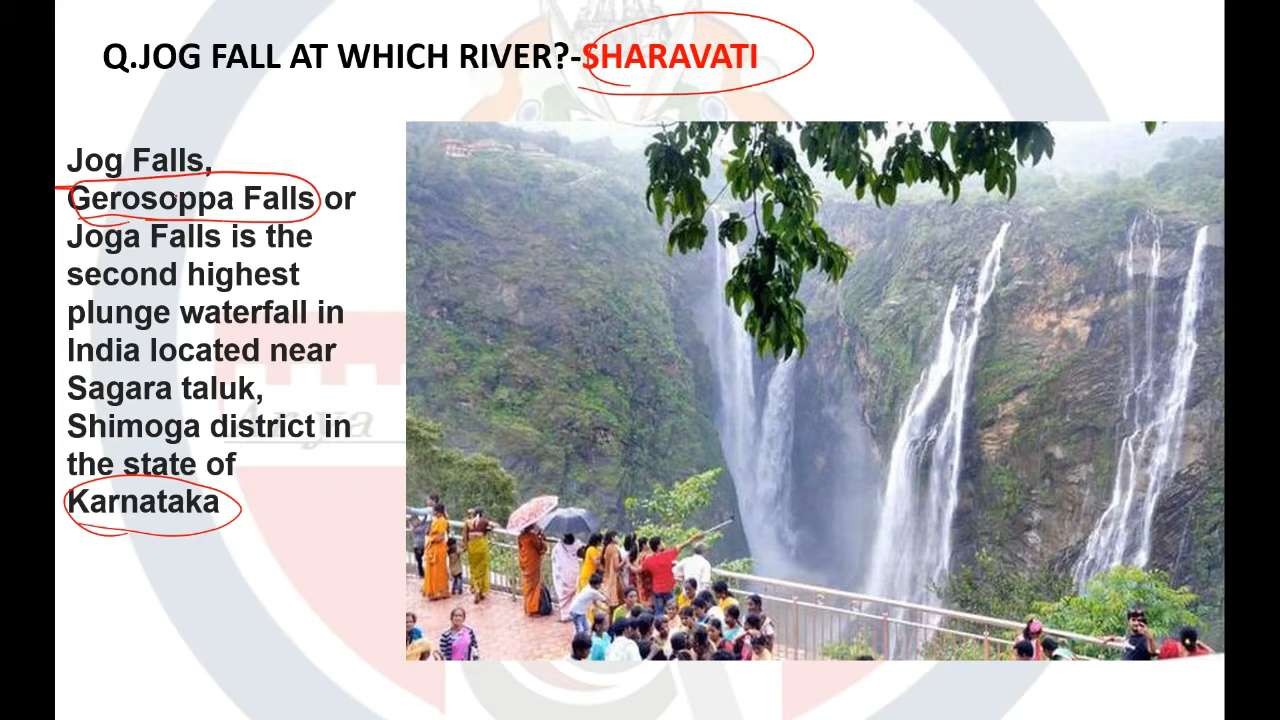 Q.JOG FALL AT WHICH RIVER?-SHARAVATI
Jog Falls,
Gerosoppa Falls or
Joga Falls is the
second highest
plunge waterfall in
India located near
Sagara taluk,
Shimoga district in
the state of
Karnataka
Arya